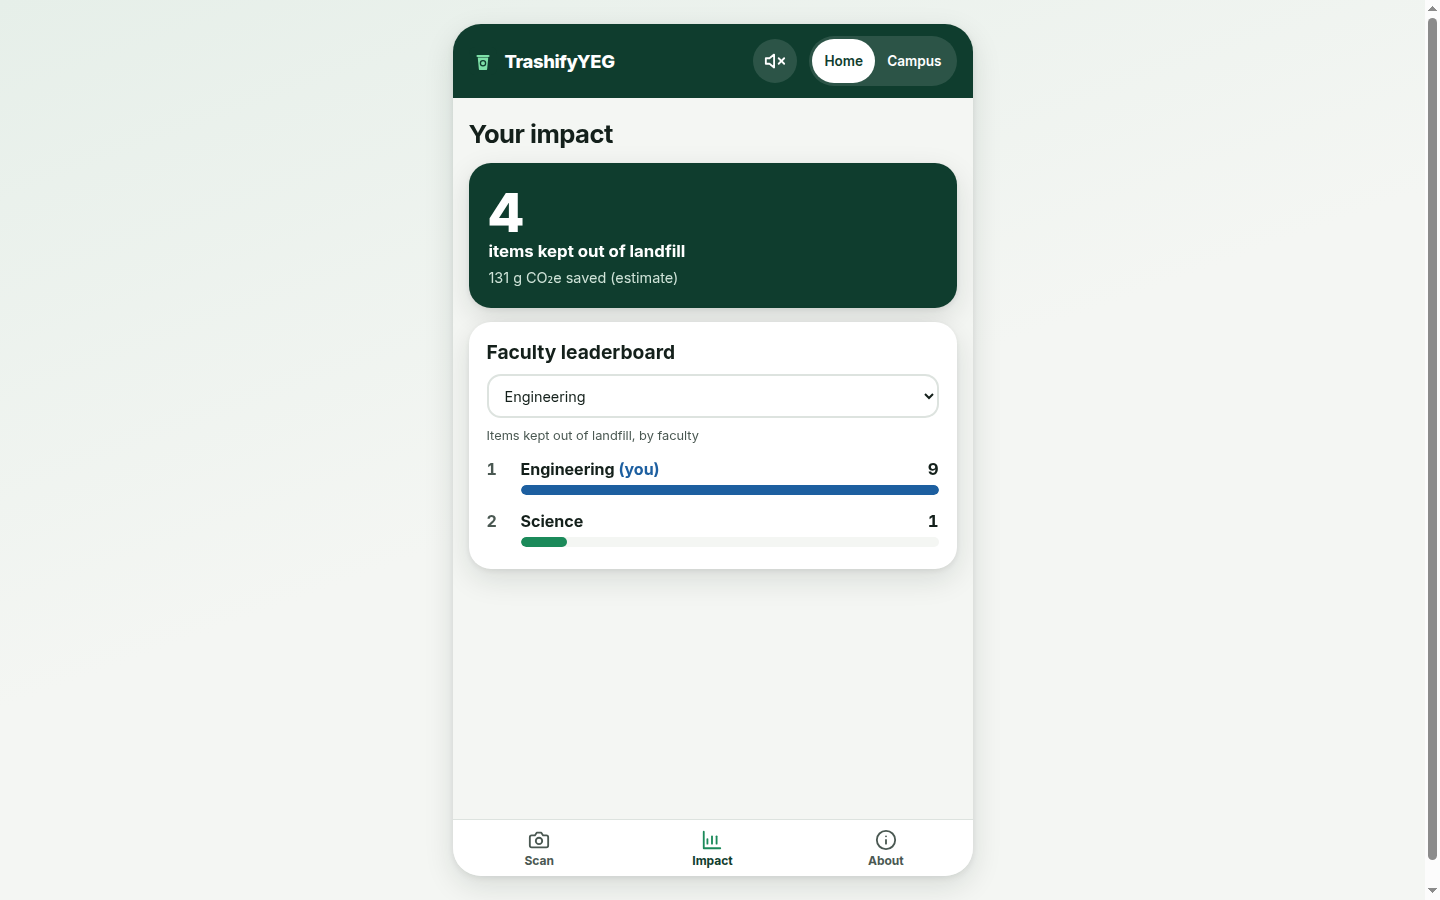 TrashifyYEG
Home
Campus
Your impact
4
items kept out of landfill
131 g CO₂e saved (estimate)
Faculty leaderboard
Engineering
Items kept out of landfill, by faculty
1 Engineering (you) 9
2 Science 1
Scan
Impact
About